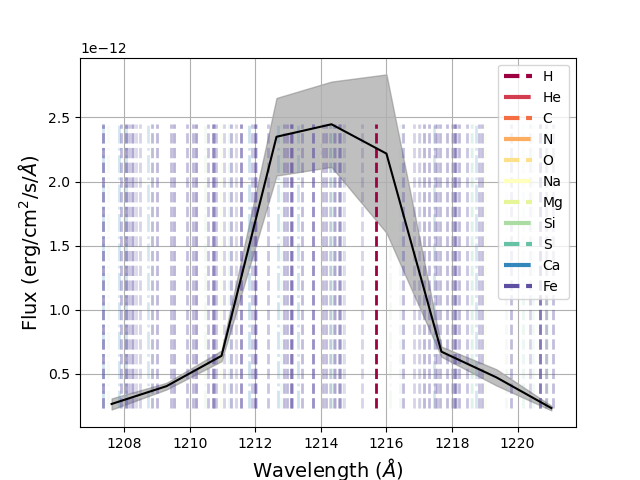 1e−12
Flux (erg/cm²/s/Å)
2.5
2.0
1.5
1.0
0.5
1208 1210 1212 1214 1216 1218 1220
Wavelength (Å)
H
He
C
N
O
Na
Mg
Si
S
Ca
Fe